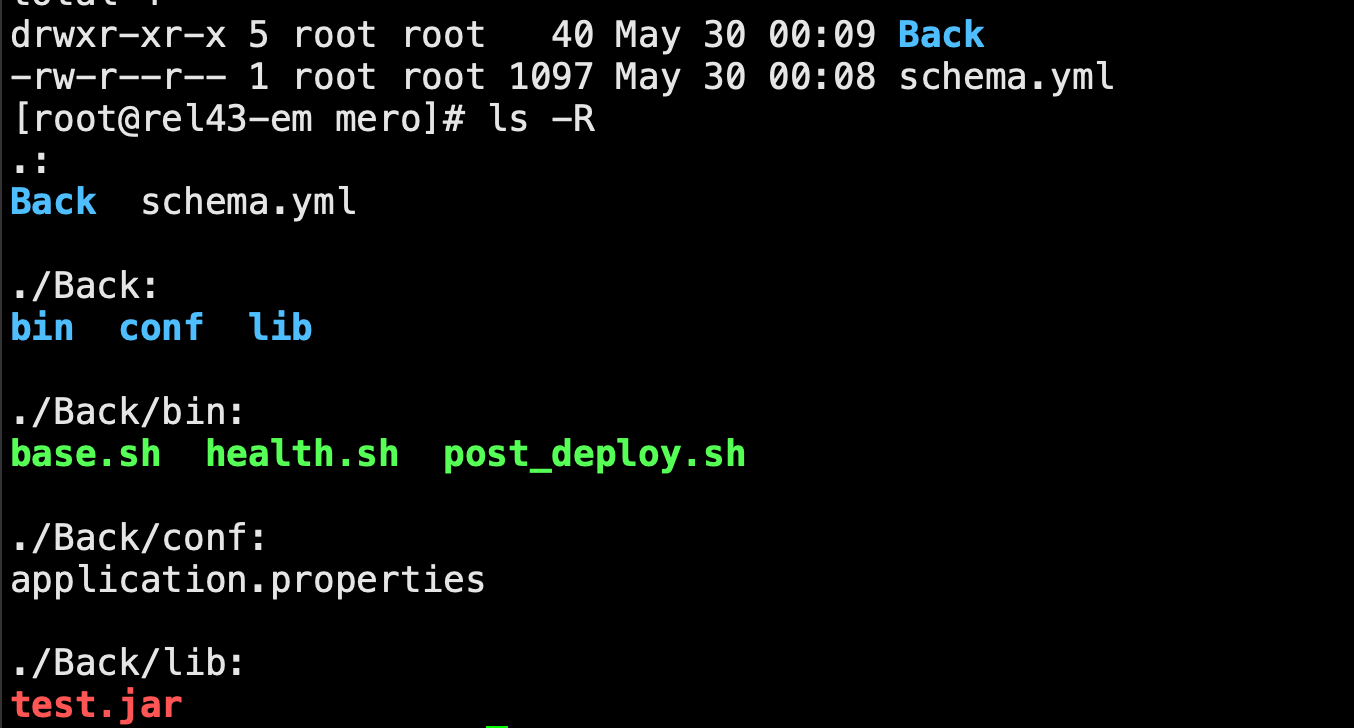 drwxr-xr-x 5 root root   40 May 30 00:09 Back
-rw-r--r-- 1 root root 1097 May 30 00:08 schema.yml
[root@rel43-em mero]# ls -R
.:
Back  schema.yml

./Back:
bin  conf  lib

./Back/bin:
base.sh  health.sh  post_deploy.sh

./Back/conf:
application.properties

./Back/lib:
test.jar